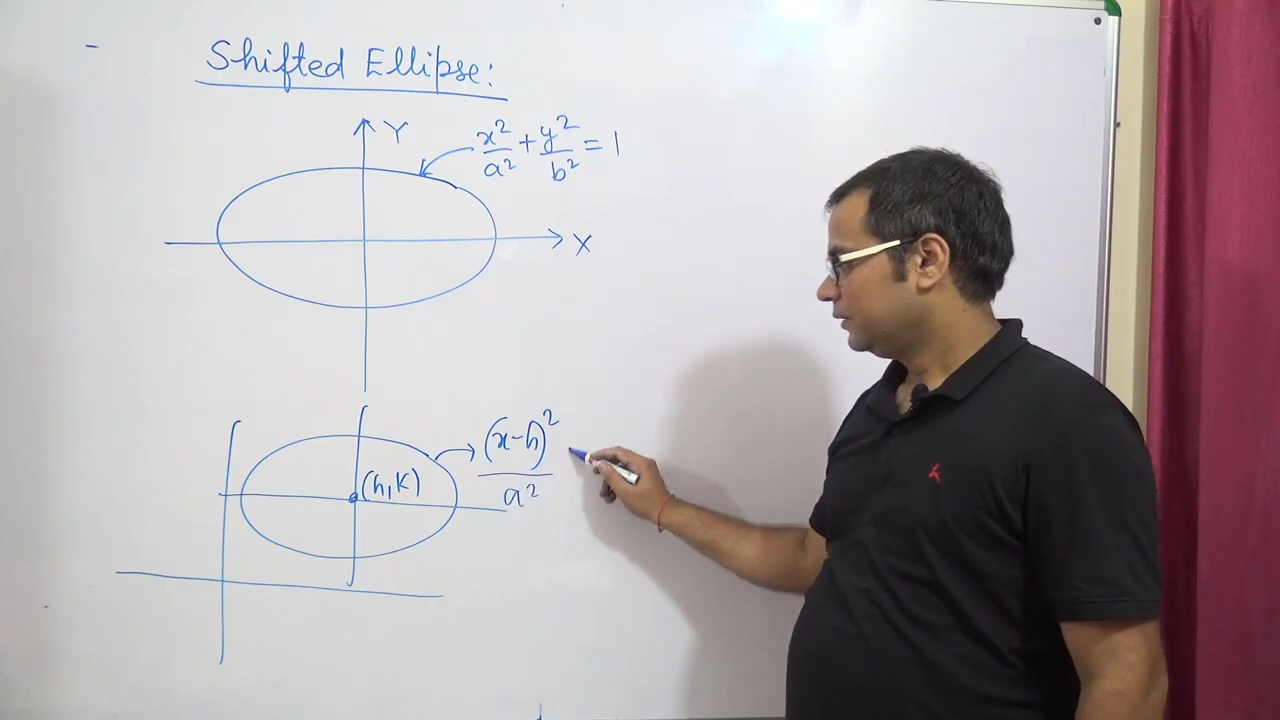 Shifted Ellipse:
Y
x²/a² + y²/b² = 1
X
(x-h)²/a²
(h,k)